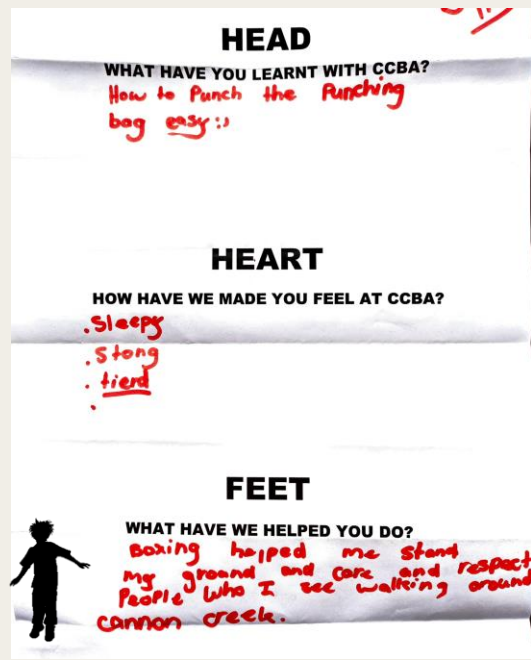 HEAD
WHAT HAVE YOU LEARNT WITH CCBA?
How to Punch the Punching
bag easy :)
HEART
HOW HAVE WE MADE YOU FEEL AT CCBA?
.Sleepy
.Stong
.tierd
.
FEET
WHAT HAVE WE HELPED YOU DO?
Boxing helped me stand
my ground and care and respect
People who I see walking around
cannon creek.